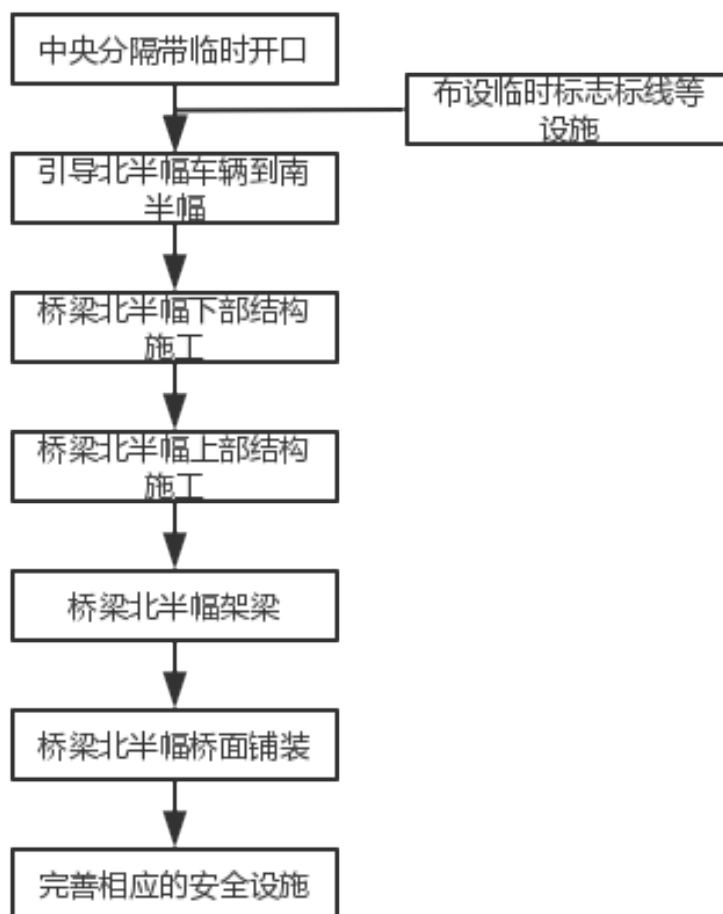 中央分隔带临时开口
布设临时标志标线等
设施
引导北半幅车辆到南
半幅
桥梁北半幅下部结构
施工
桥梁北半幅上部结构
施工
桥梁北半幅架梁
桥梁北半幅桥面铺装
完善相应的安全设施